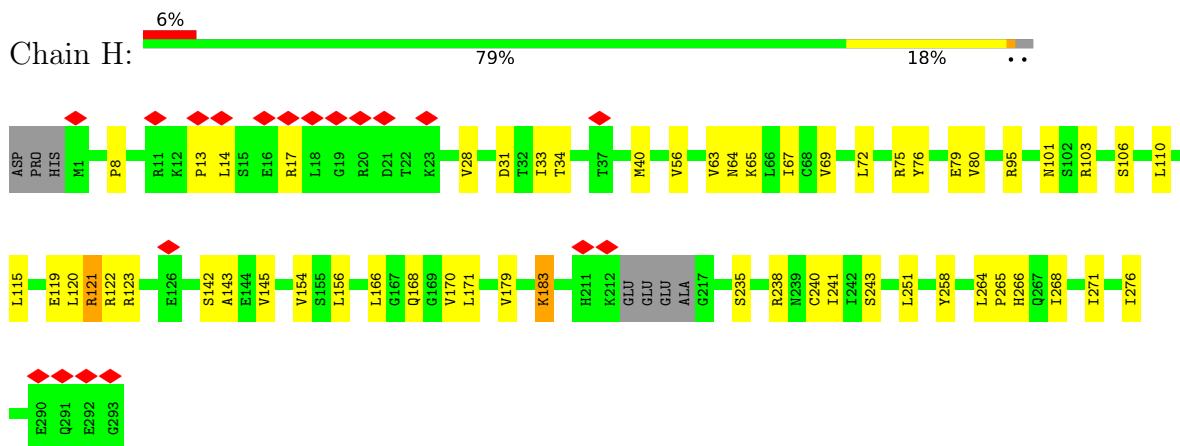 6%
Chain H:
79% 18% • •
ASP PRO HIS M1 P8 R11 K12 P13 L14 S15 E16 R17 L18 G19 R20 D21 T22 K23 V28 D31 T32 I33 T34 T37 M40 V56 V63 N64 K65 L66 I67 C68 V69 L72 R75 Y76 E79 V80 R95 N101 S102 R103 S106 L110
L115 E119 L120 R121 R122 R123 E126 S142 A143 E144 V145 V154 S155 L156 L166 G167 Q168 G169 V170 L171 V179 K183 H211 K212 GLU GLU GLU ALA G217 S235 R238 N239 C240 I241 I242 S243 L251 Y258 L264 P265 H266 Q267 I268 I271 I276
E290 Q291 E292 G293